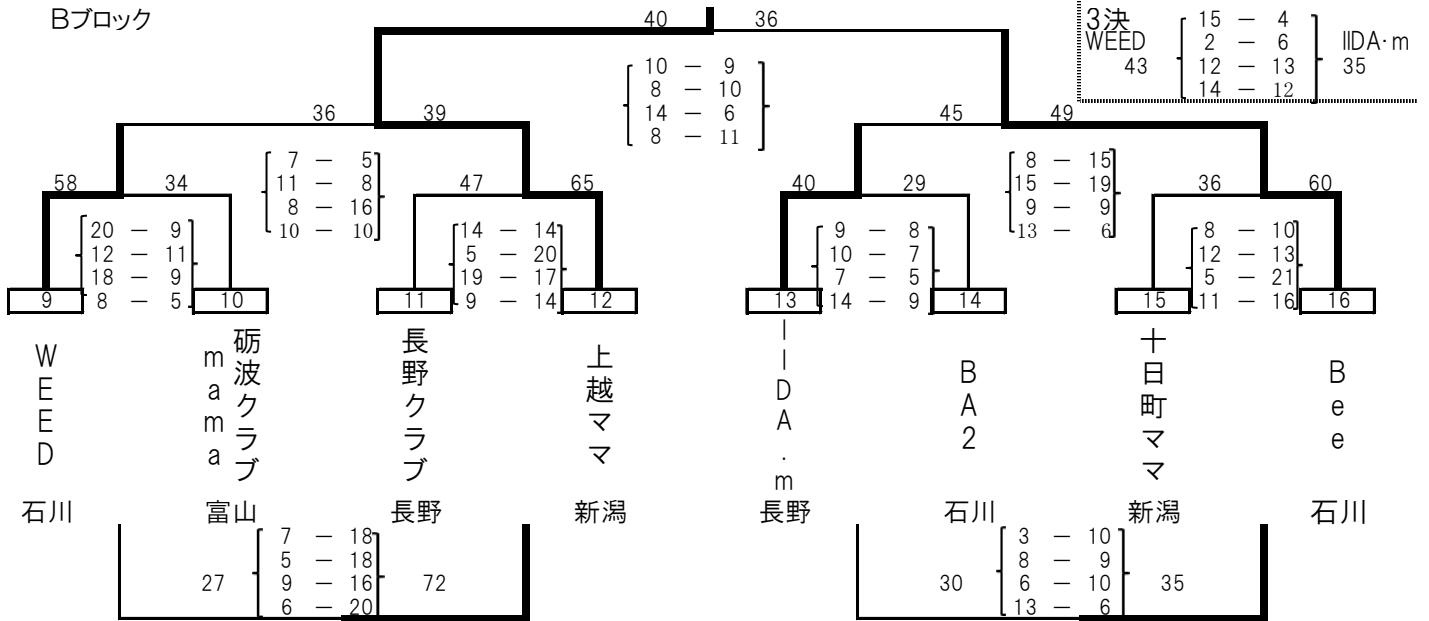 Bブロック
40 36
3決
WEED IIDA・m
43 35
15 － 4
2 － 6
12 － 13
14 － 12
10 － 9
8 － 10
14 － 6
8 － 11
36 39
45 49
7 － 5
11 － 8
8 － 16
10 － 10
8 － 15
15 － 19
9 － 9
13 － 6
58 34
47 65
40 29
36 60
20 － 9
12 － 11
18 － 9
8 － 5
14 － 14
5 － 20
19 － 17
9 － 14
9 － 8
10 － 7
7 － 5
14 － 9
8 － 10
12 － 13
5 － 21
11 － 16
9 10 11 12 13 14 15 16
WEED
砺波クラブ
mama
長野クラブ
上越ママ
IIDA・m
BA2
十日町ママ
Bee
石川 富山 長野 新潟 長野 石川 新潟 石川
27 72
7 － 18
5 － 18
9 － 16
6 － 20
30 35
3 － 10
8 － 9
6 － 10
13 － 6